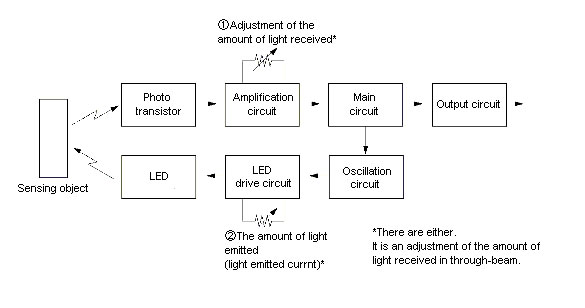 ①Adjustment of the
amount of light received*
Photo
transistor
Amplification
circuit
Main
circuit
Output circuit
Sensing object
LED
LED
drive circuit
Oscillation
circuit
②The amount of light
emitted
(light emitted currnt)*
*There are either.
It is an adjustment of the amount of
light received in through-beam.